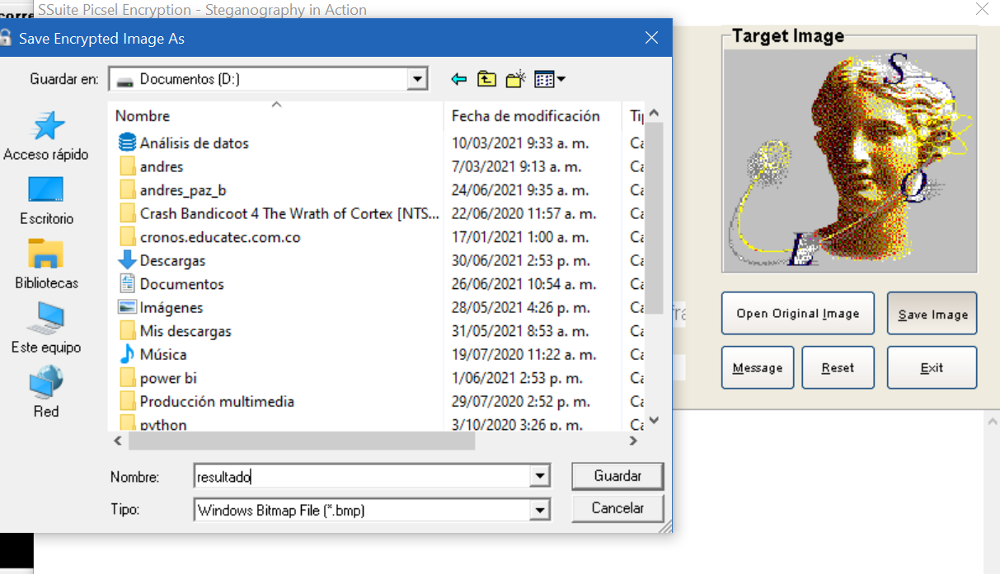 corre
SSuite Picsel Encryption - Steganography in Action
Save Encrypted Image As
Guardar en:
Documentos (D:)
Acceso rápido
Escritorio
Bibliotecas
Este equipo
Red
Nombre Fecha de modificación Tij
Análisis de datos 10/03/2021 9:33 a. m. Ca
andres 7/03/2021 9:13 a. m. Ca
andres_paz_b 24/06/2021 9:35 a. m. Ca
Crash Bandicoot 4 The Wrath of Cortex [NTS... 22/06/2020 11:57 a. m. Ca
cronos.educatec.com.co 17/01/2021 1:00 a. m. Ca
Descargas 30/06/2021 2:53 p. m. Ca
Documentos 26/06/2021 10:54 a. m. Ca
Imágenes 28/05/2021 4:26 p. m. Ca
Mis descargas 31/05/2021 8:53 a. m. Ca
Música 19/07/2020 11:22 a. m. Ca
power bi 1/06/2021 2:53 p. m. Ca
Producción multimedia 29/07/2020 2:52 p. m. Ca
python 3/10/2020 3:26 p. m. Ca
Nombre: resultado
Guardar
Tipo: Windows Bitmap File (*.bmp)
Cancelar
Target Image
S
O
L
fra
Open Original Image
Save Image
Message
Reset
Exit